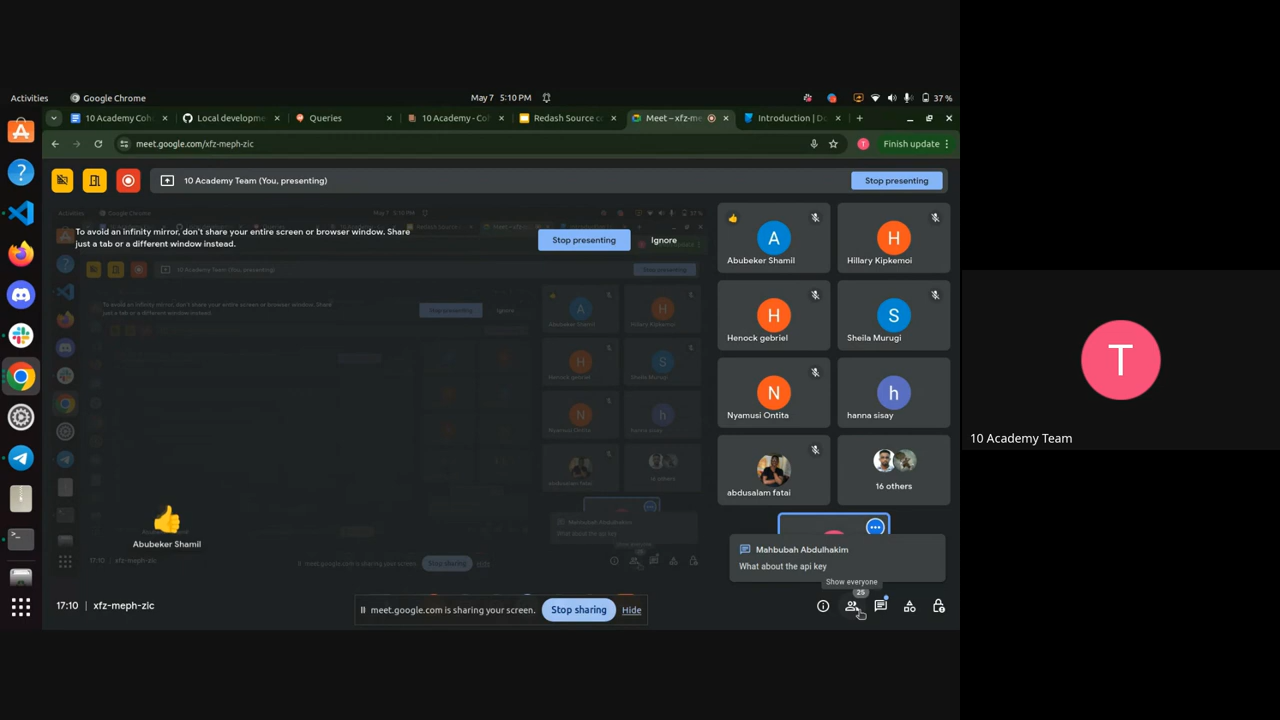 Activities
Google Chrome
May 7 5:10 PM
37 %
10 Academy Coh
Local developme
Queries
10 Academy - Co
Redash Source c
Meet – xfz-me
Introduction | D
meet.google.com/xfz-meph-zic
T
Finish update
10 Academy Team (You, presenting)
Stop presenting
To avoid an infinity mirror, don't share your entire screen or browser window. Share
just a tab or a different window instead.
Stop presenting
Ignore
A
Abubeker Shamil
H
Hillary Kipkemoi
H
Henock gebriel
S
Sheila Murugi
N
Nyamusi Ontita
h
hanna sisay
abdusalam fatai
16 others
Abubeker Shamil
Mahbubah Abdulhakim
What about the api key
Show everyone
25
17:10 | xfz-meph-zic
meet.google.com is sharing your screen.
Stop sharing
Hide
T
10 Academy Team